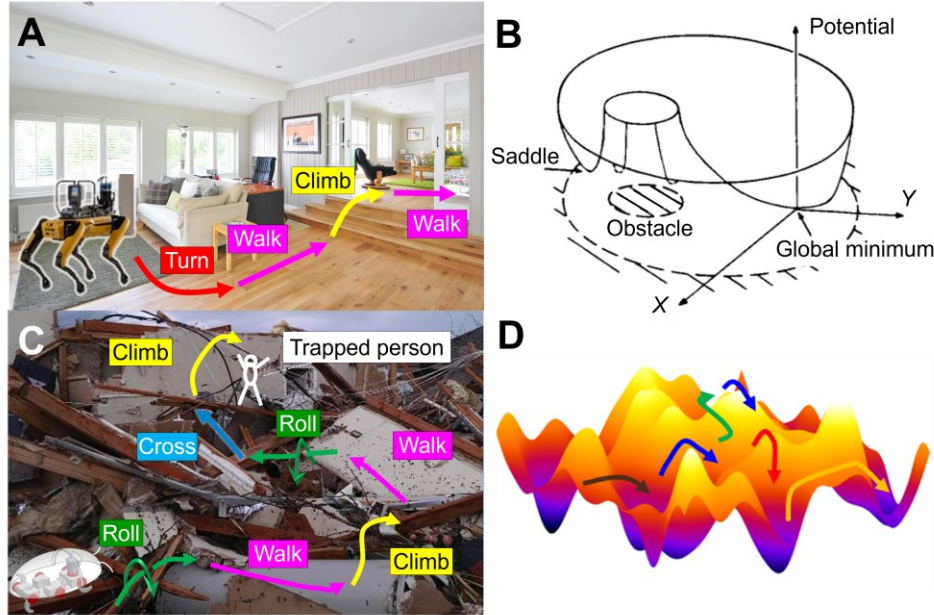 A
Climb
Walk
Walk
Turn
B
Potential
Saddle
Obstacle
Y
Global minimum
X
C
Climb
Trapped person
Roll
Walk
Cross
Roll
Walk
Climb
D